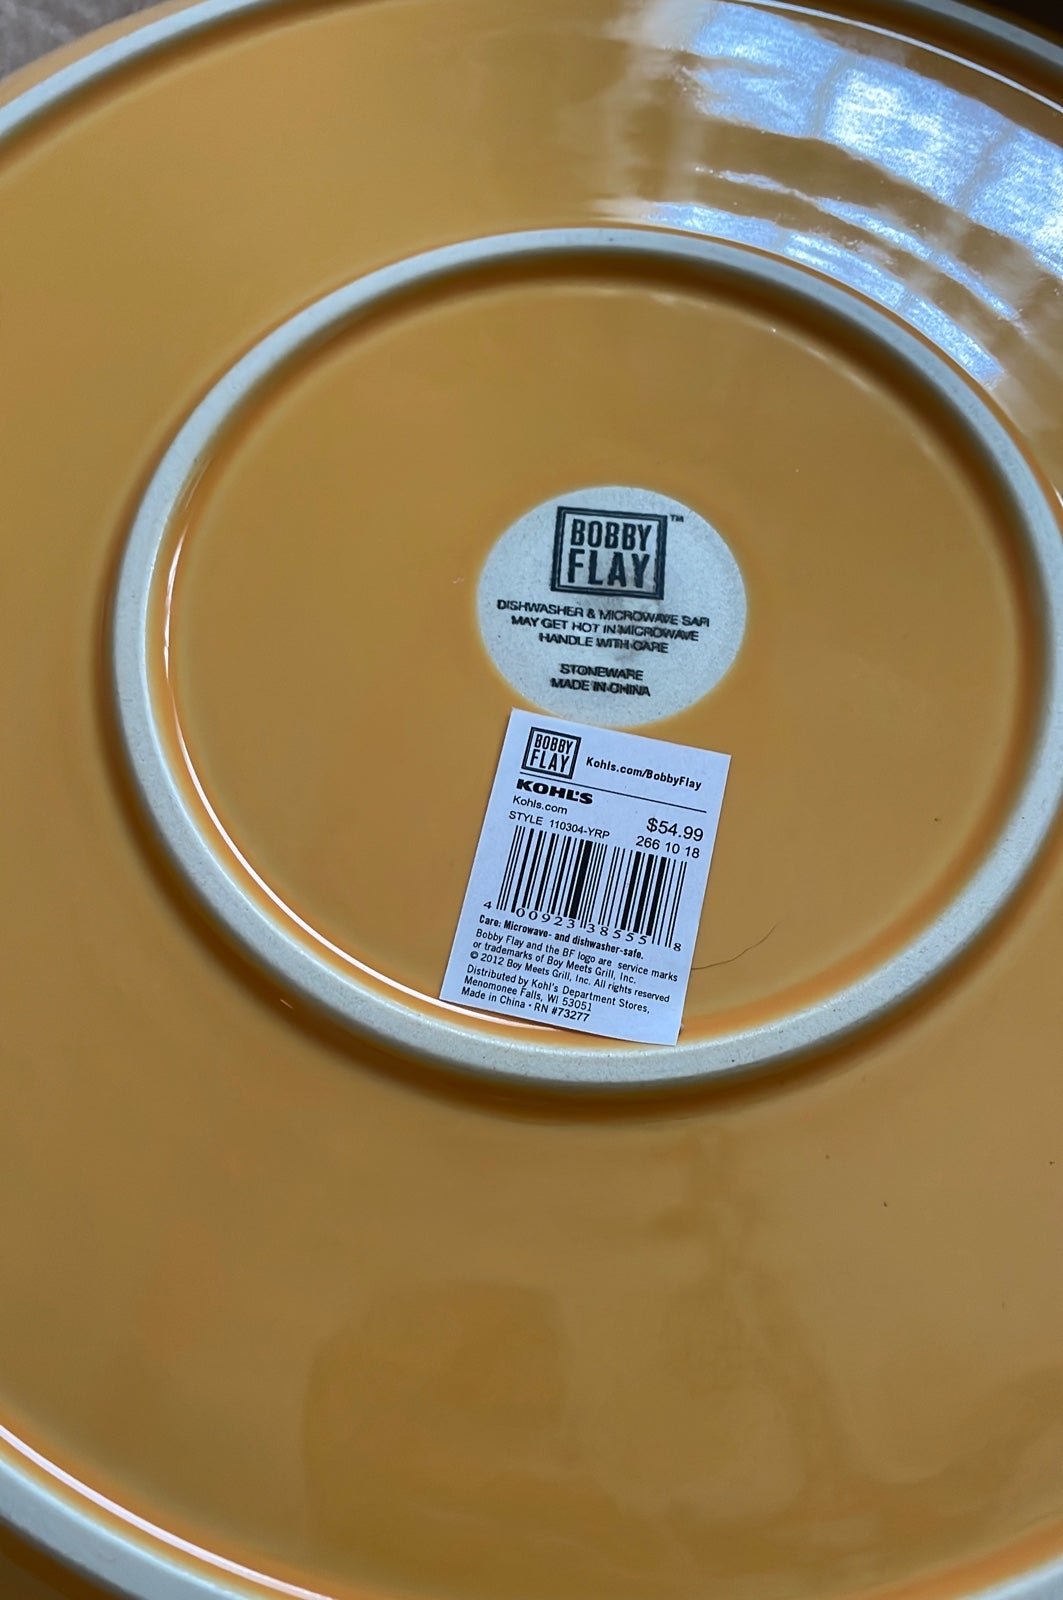 BOBBY
FLAY™
DISHWASHER & MICROWAVE SAF
MAY GET HOT IN MICROWAVE
HANDLE WITH CARE
STONEWARE
MADE IN CHINA
BOBBY
FLAY
Kohls.com/BobbyFlay
KOHL'S
Kohls.com
STYLE 110304-YRP
$54.99
266 10 18
4 00923 38555 8
Care: Microwave- and dishwasher-safe.
Bobby Flay and the BF logo are service marks
or trademarks of Boy Meets Grill, Inc.
© 2012 Boy Meets Grill, Inc. All rights reserved
Distributed by Kohl's Department Stores,
Menomonee Falls, WI 53051
Made in China • RN #73277